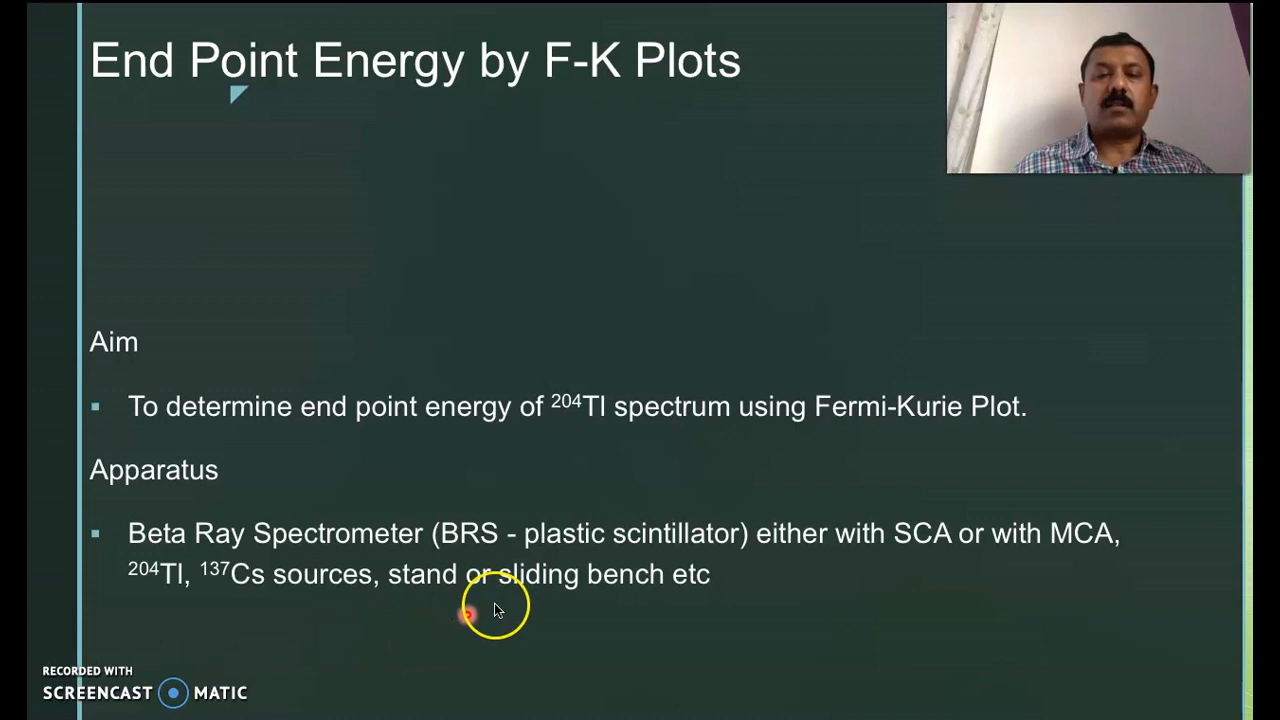 End Point Energy by F-K Plots
Aim
▪ To determine end point energy of ²⁰⁴Tl spectrum using Fermi-Kurie Plot.
Apparatus
▪ Beta Ray Spectrometer (BRS - plastic scintillator) either with SCA or with MCA,
²⁰⁴Tl, ¹³⁷Cs sources, stand or sliding bench etc
RECORDED WITH
SCREENCAST MATIC